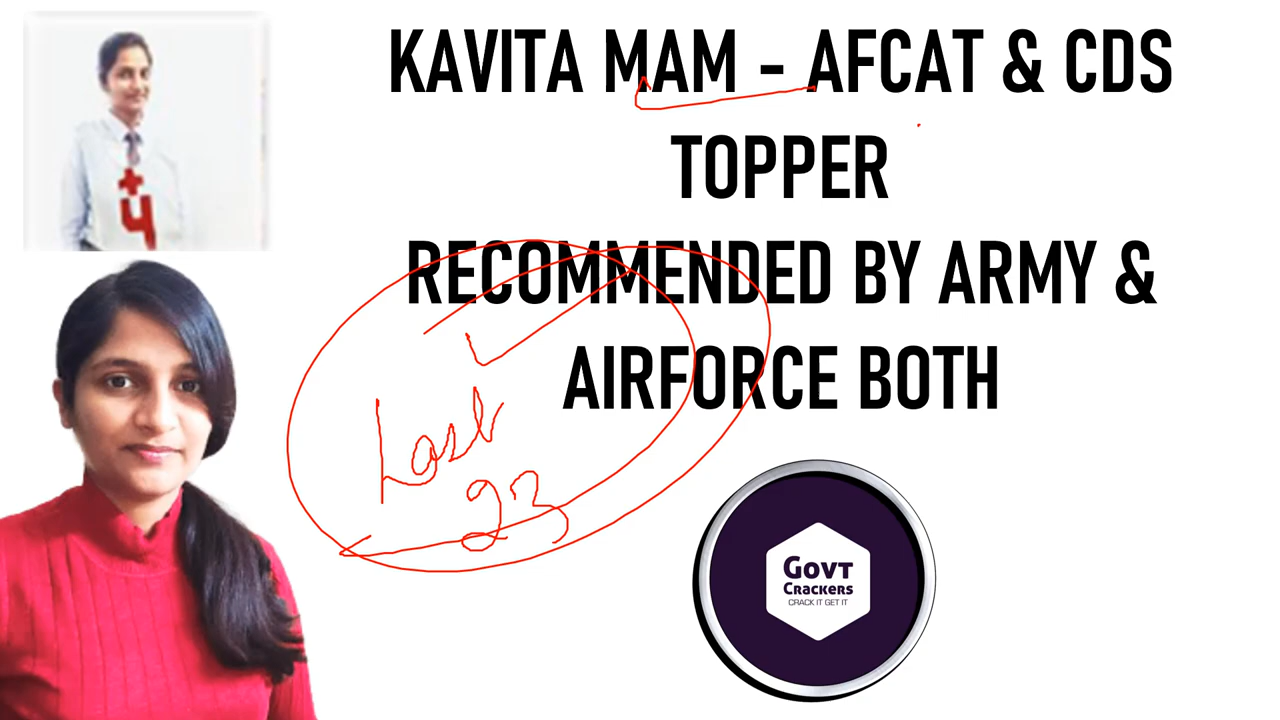 KAVITA MAM - AFCAT & CDS
TOPPER
RECOMMENDED BY ARMY &
AIRFORCE BOTH
Last
23
GOVT
CRACKERS
CRACK IT GET IT